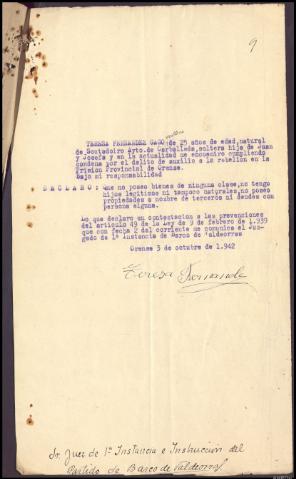 9
TERESA FERNANDEZ GAGO de 25 años de edad, natural
de Soutadoiro Ayto. de Carballeda, soltera hija de Juan
y Josefa y en la actualidad se encuentro cumpliendo
condena por el delito de auxilio a la rebelión en la
Prision Provincial de Orense.
bajo mi responsabilidad
D E C L A R O : Que no poseo bienes de ninguna clase, no tengo
hijos legitimos ni tampoco naturales, no poseo
propiedades a nombre de terceros ni deudas con
persona alguna.
Lo que declaro en contestacion a las prevenciones
del articulo 49 de la Ley de 9 de febrero de 1.939
que con fecha 2 del corriente me comunica el Juz-
gado de 1ª Instancia de Barco de Valdeorras
Orense 3 de octubre de 1.942
Teresa Fernandez
Sr. Juez de 1ª Instancia e Instrucción del
Partido de Barco de Valdeorras